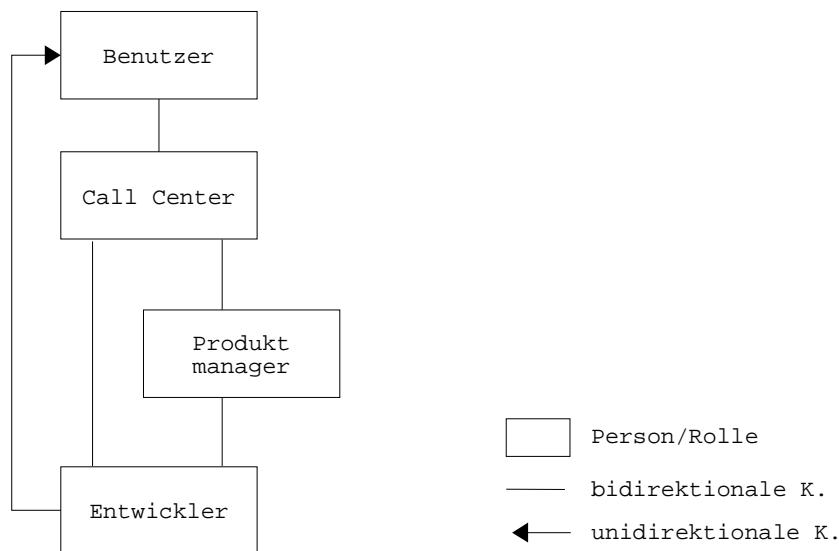 Benutzer
Call Center
Produkt
manager
Entwickler
Person/Rolle
bidirektionale K.
unidirektionale K.